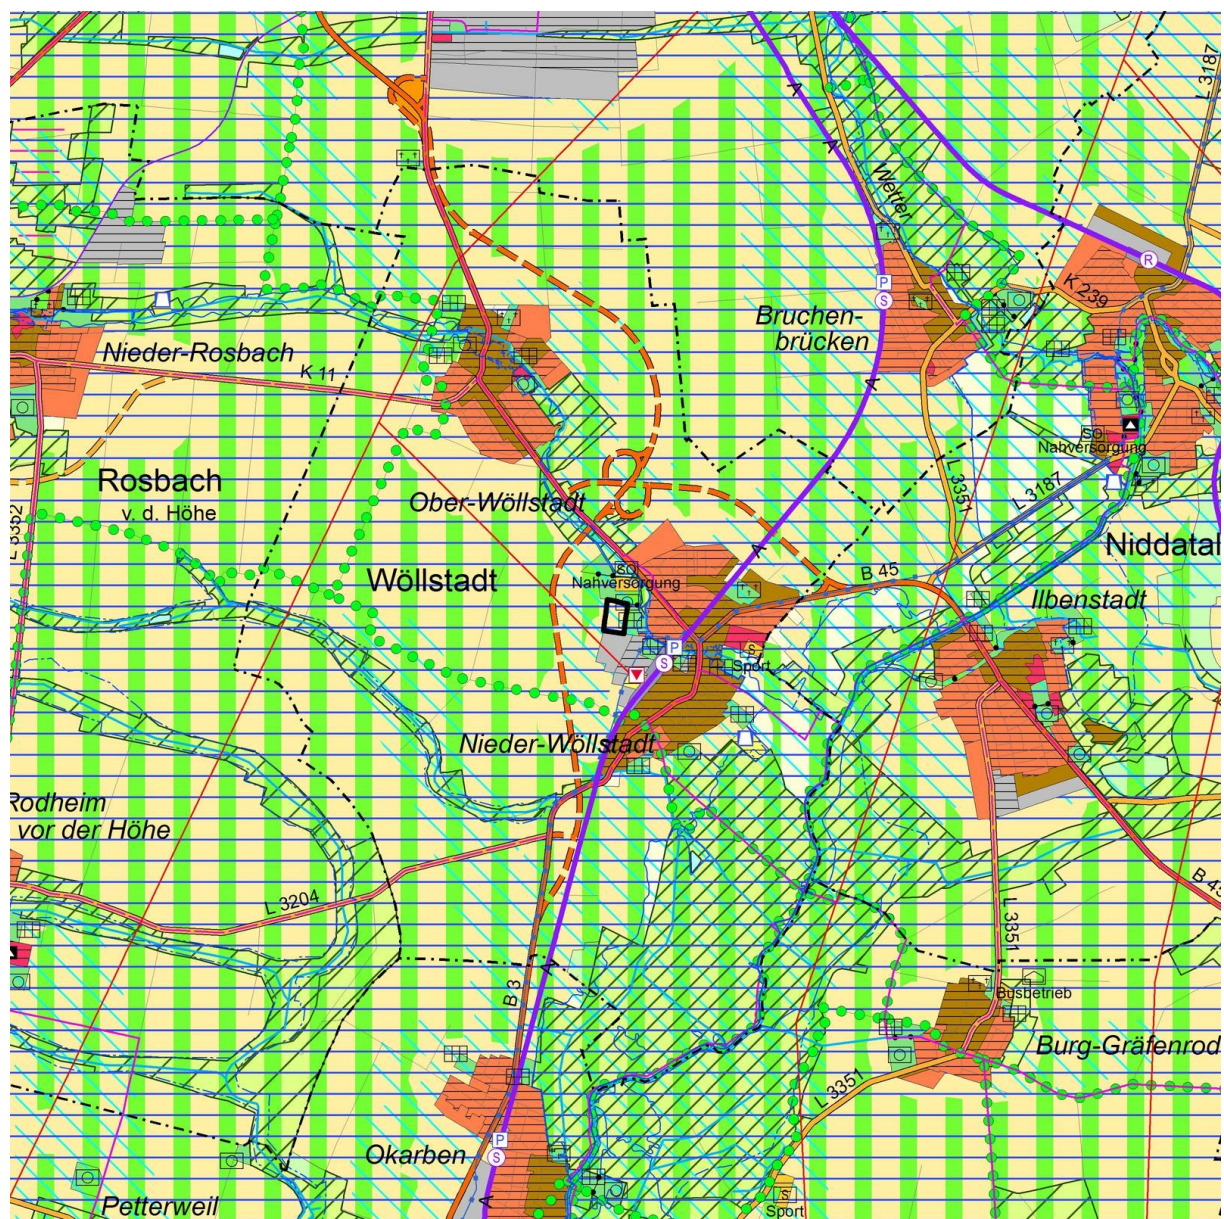 L 3187
A
A
Wetter
R
K 239
P
S
Bruchen-
brücken
Nieder-Rosbach
K 11
A
SO
Nahversorgung
Rosbach
v. d. Höhe
Ober-Wöllstadt
L 3351
L 3187
L 3352
Niddatal
A
B 45
SO
Nahversorgung
Wöllstadt
Ilbenstadt
P
S
S
Sport
Nieder-Wöllstadt
Rodheim
vor der Höhe
L 3204
L 3351
B 3
A
Busbetrieb
Burg-Gräfenrod
L 3351
P
S
Okarben
A
S
Sport
Petterweil